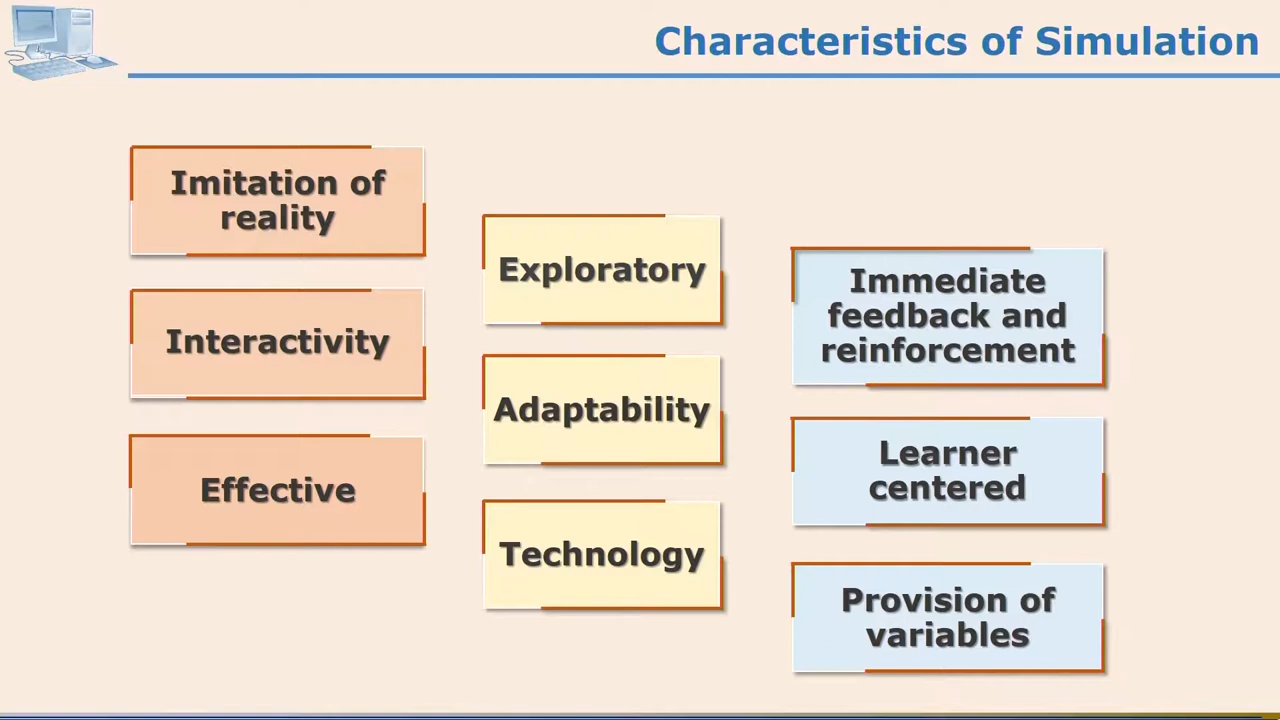 Characteristics of Simulation
Imitation of
reality
Interactivity
Effective
Exploratory
Adaptability
Technology
Immediate
feedback and
reinforcement
Learner
centered
Provision of
variables